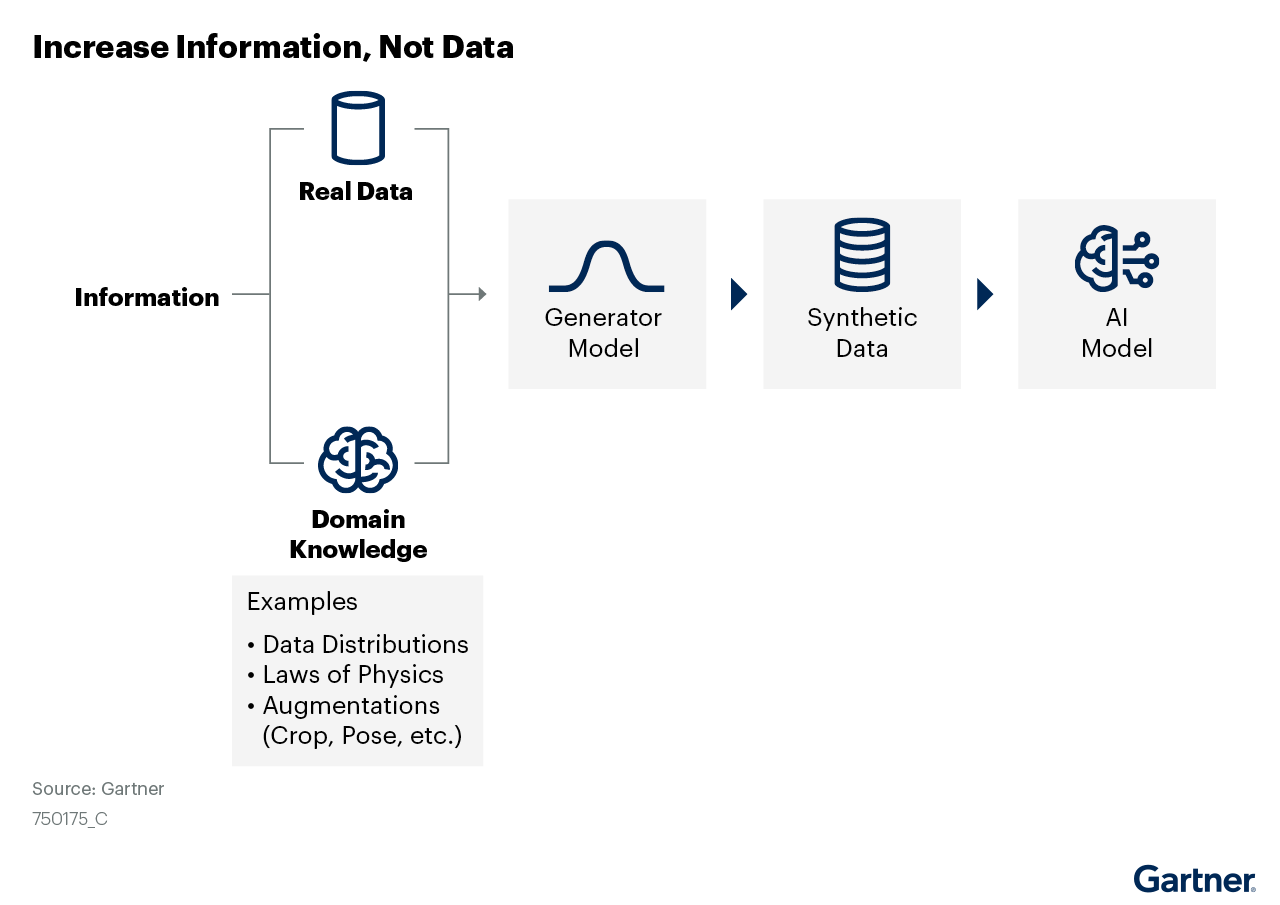 Increase Information, Not Data
Real Data
Information
Generator
Model
Synthetic
Data
AI
Model
Domain
Knowledge
Examples
• Data Distributions
• Laws of Physics
• Augmentations
(Crop, Pose, etc.)
Source: Gartner
750175_C
Gartner®